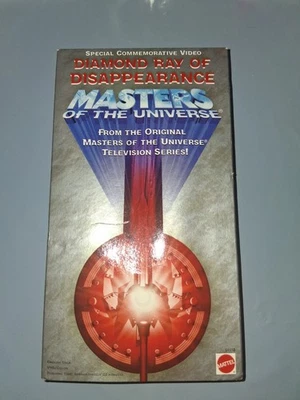 Special Commemorative Video
Diamond Ray of
Disappearance
MASTERS
OF THE UNIVERSE®
From the Original
Masters of the Universe®
Television Series!
MATTEL